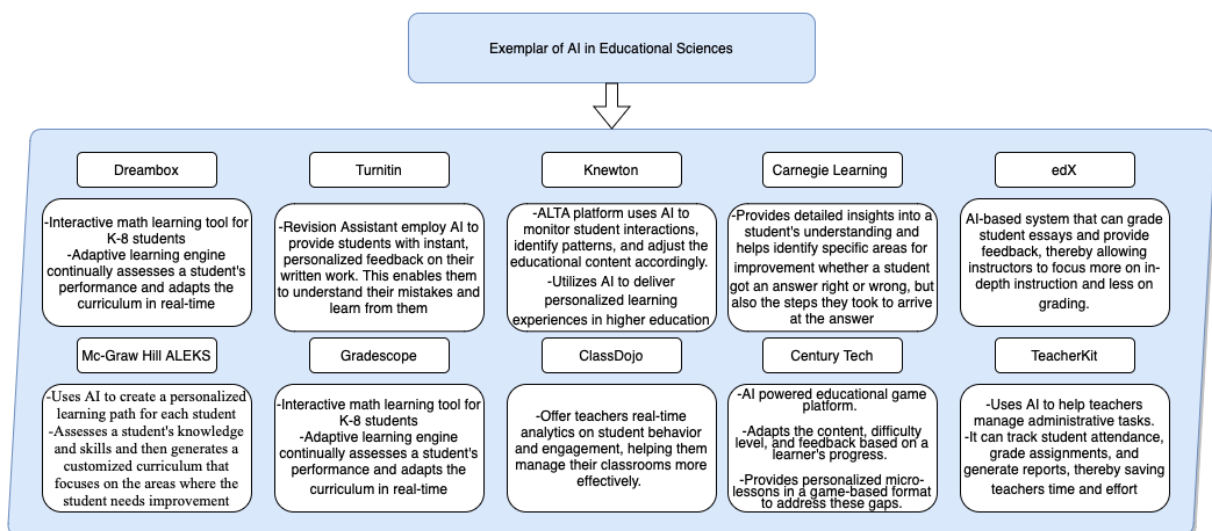 Exemplar of AI in Educational Sciences
Dreambox
-Interactive math learning tool for
K-8 students
-Adaptive learning engine
continually assesses a student's
performance and adapts the
curriculum in real-time
Turnitin
-Revision Assistant employ AI to
provide students with instant,
personalized feedback on their
written work. This enables them
to understand their mistakes and
learn from them
Knewton
-ALTA platform uses AI to
monitor student interactions,
identify patterns, and adjust the
educational content accordingly.
-Utilizes AI to deliver
personalized learning
experiences in higher education
Carnegie Learning
-Provides detailed insights into a
student's understanding and
helps identify specific areas for
improvement whether a student
got an answer right or wrong, but
also the steps they took to arrive
at the answer
edX
AI-based system that can grade
student essays and provide
feedback, thereby allowing
instructors to focus more on in-
depth instruction and less on
grading.
Mc-Graw Hill ALEKS
-Uses AI to create a personalized
learning path for each student
-Assesses a student's knowledge
and skills and then generates a
customized curriculum that
focuses on the areas where the
student needs improvement
Gradescope
-Interactive math learning tool for
K-8 students
-Adaptive learning engine
continually assesses a student's
performance and adapts the
curriculum in real-time
ClassDojo
-Offer teachers real-time
analytics on student behavior
and engagement, helping them
manage their classrooms more
effectively.
Century Tech
-AI powered educational game
platform.
-Adapts the content, difficulty
level, and feedback based on a
learner's progress.
-Provides personalized micro-
lessons in a game-based format
to address these gaps.
TeacherKit
-Uses AI to help teachers
manage administrative tasks.
-It can track student attendance,
grade assignments, and
generate reports, thereby saving
teachers time and effort